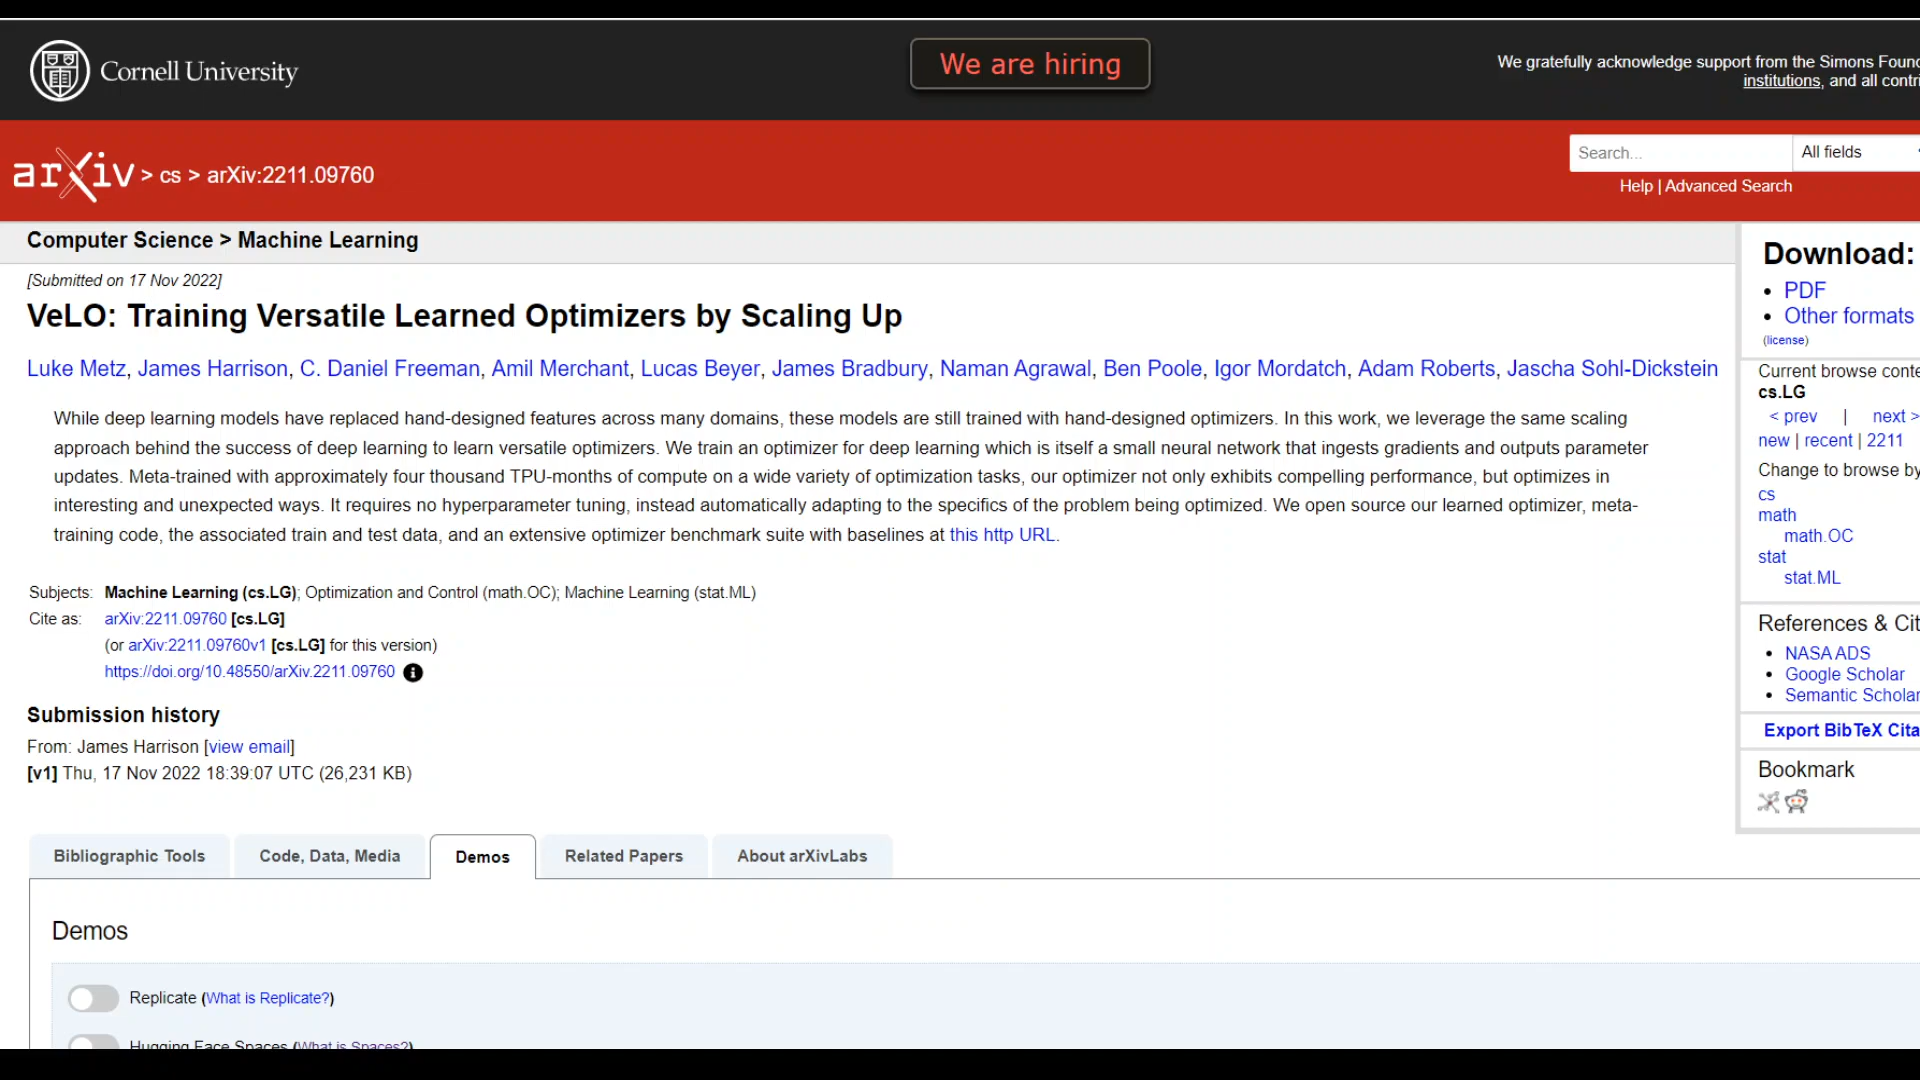 Cornell University
We are hiring
We gratefully acknowledge support from the Simons
institutions, and all
arXiv > cs > arXiv:2211.09760
Search...
All fields
Help | Advanced Search
Computer Science > Machine Learning
[Submitted on 17 Nov 2022]
VeLO: Training Versatile Learned Optimizers by Scaling Up
Luke Metz, James Harrison, C. Daniel Freeman, Amil Merchant, Lucas Beyer, James Bradbury, Naman Agrawal, Ben Poole, Igor Mordatch, Adam Roberts, Jascha Sohl-Dickstein
While deep learning models have replaced hand-designed features across many domains, these models are still trained with hand-designed optimizers. In this work, we leverage the same scaling
approach behind the success of deep learning to learn versatile optimizers. We train an optimizer for deep learning which is itself a small neural network that ingests gradients and outputs parameter
updates. Meta-trained with approximately four thousand TPU-months of compute on a wide variety of optimization tasks, our optimizer not only exhibits compelling performance, but optimizes in
interesting and unexpected ways. It requires no hyperparameter tuning, instead automatically adapting to the specifics of the problem being optimized. We open source our learned optimizer, meta-
training code, the associated train and test data, and an extensive optimizer benchmark suite with baselines at this http URL.
Subjects: Machine Learning (cs.LG); Optimization and Control (math.OC); Machine Learning (stat.ML)
Cite as: arXiv:2211.09760 [cs.LG]
(or arXiv:2211.09760v1 [cs.LG] for this version)
https://doi.org/10.48550/arXiv.2211.09760
Submission history
From: James Harrison [view email]
[v1] Thu, 17 Nov 2022 18:39:07 UTC (26,231 KB)
Bibliographic Tools
Code, Data, Media
Demos
Related Papers
About arXivLabs
Demos
Replicate (What is Replicate?)
Hugging Face Spaces (What is Spaces?)
Download:
PDF
Other formats
(license)
Current browse
cs.LG
< prev | next >
new | recent | 2211
Change to browse by
cs
math
math.OC
stat
stat.ML
References &
NASA ADS
Google Scholar
Semantic Scholar
Export BibTeX
Bookmark